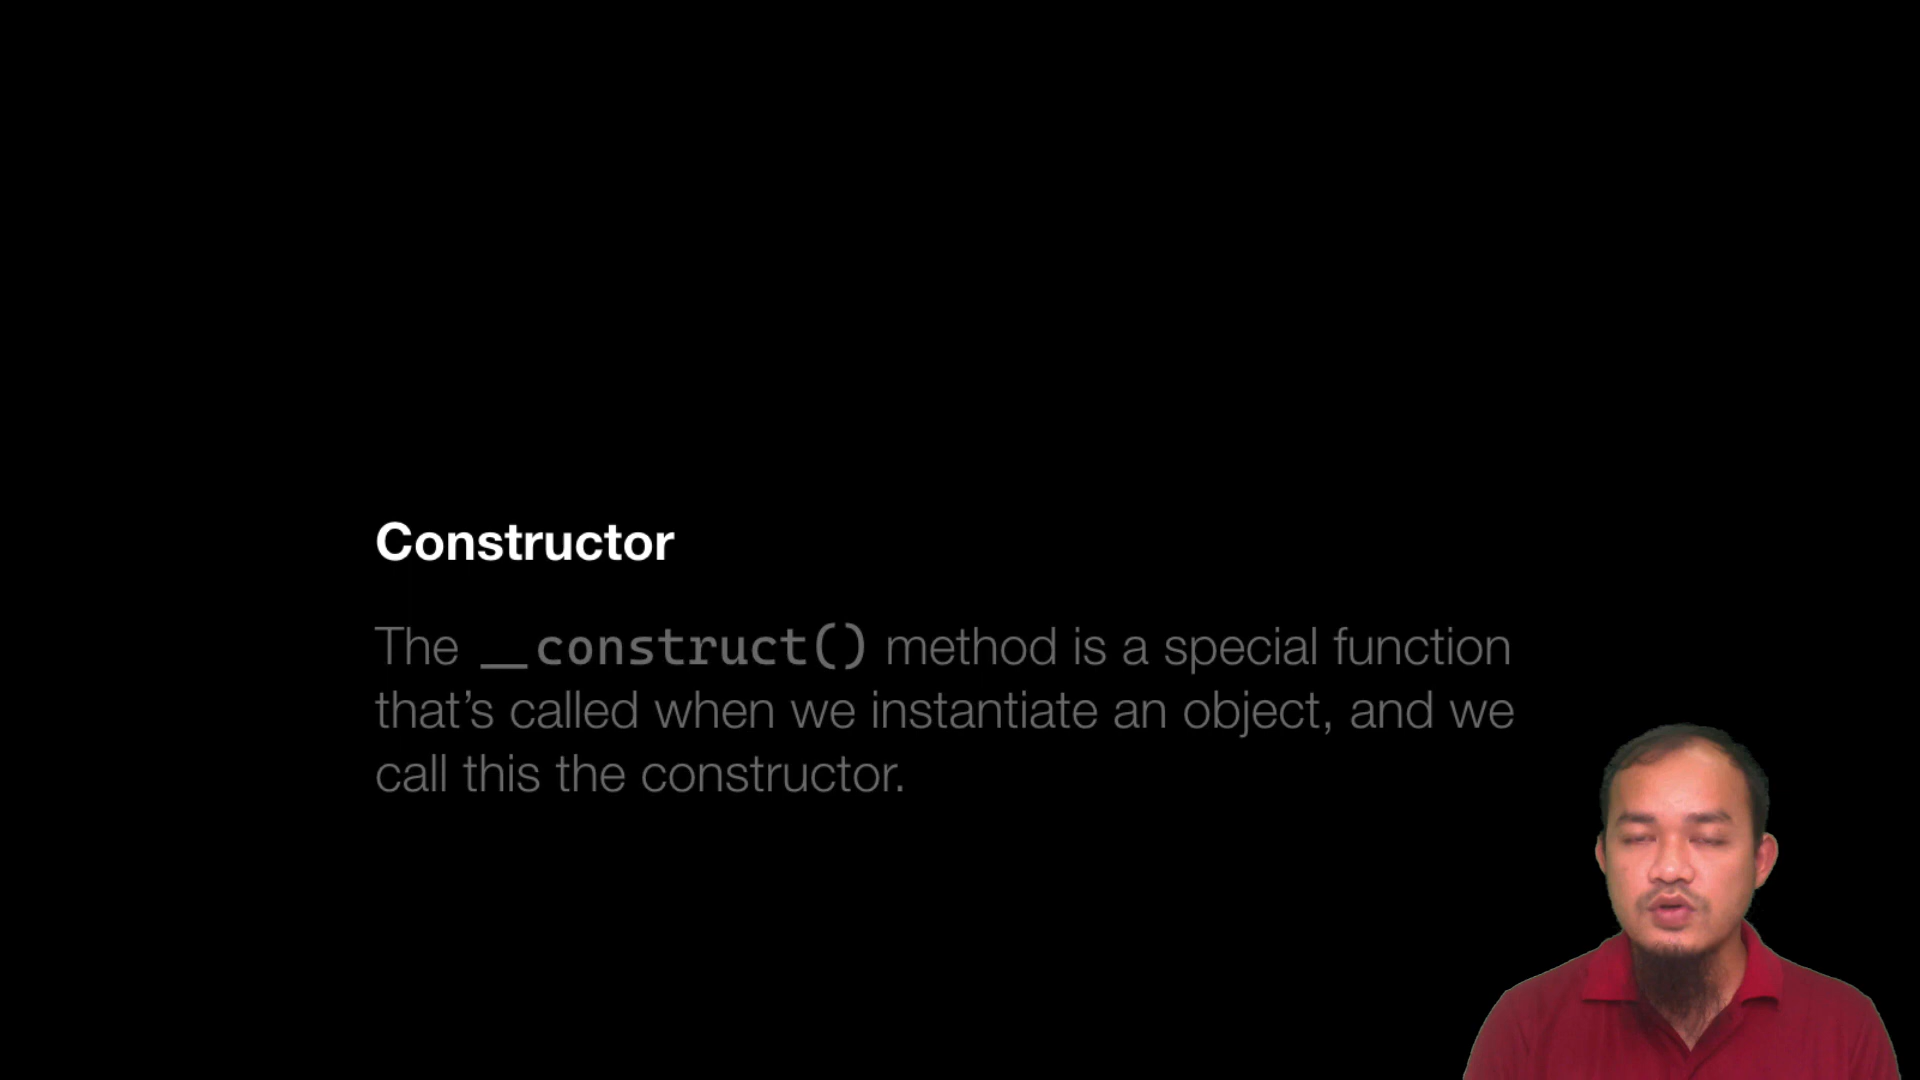 Constructor
The __construct() method is a special function
that’s called when we instantiate an object, and we
call this the constructor.